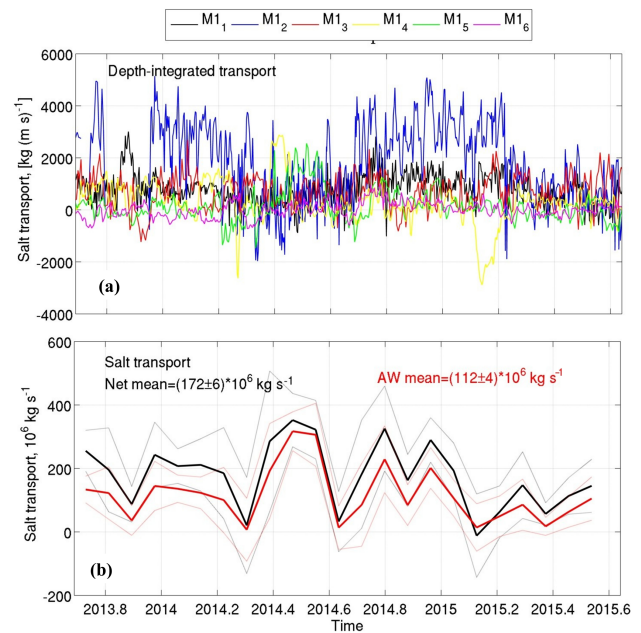 M1₁ M1₂ M1₃ M1₄ M1₅ M1₆
6000
Depth-integrated transport
4000
2000
0
-2000
-4000
Salt transport, [kg (m s)⁻¹]
(a)
600
Salt transport
Net mean=(172±6)*10⁶ kg s⁻¹
AW mean=(112±4)*10⁶ kg s⁻¹
400
200
0
-200
Salt transport, 10⁶ kg s⁻¹
(b)
2013.8 2014 2014.2 2014.4 2014.6 2014.8 2015 2015.2 2015.4 2015.6
Time